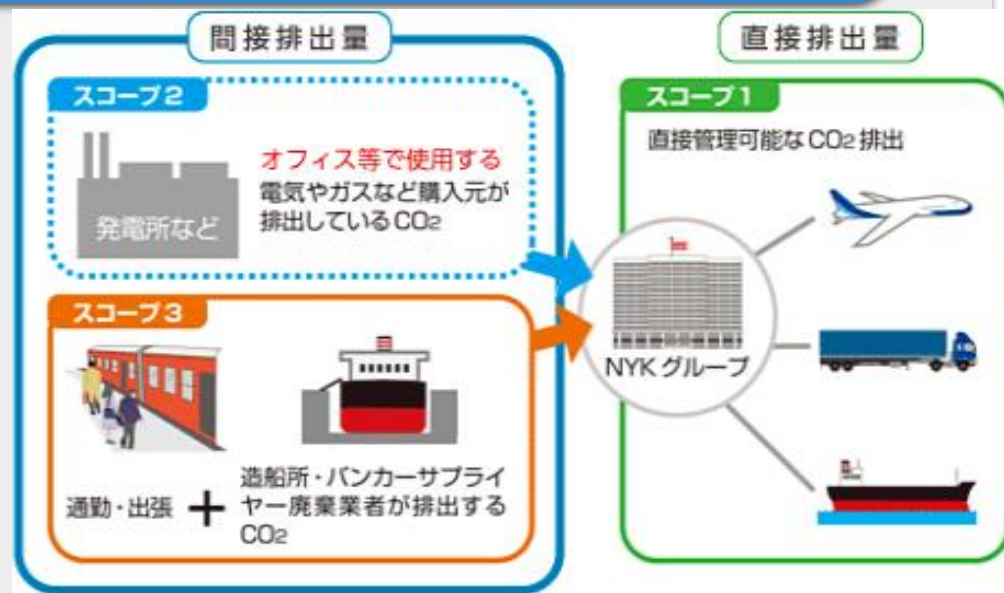 間接排出量
スコープ2
発電所など
オフィス等で使用する
電気やガスなど購入元が
排出しているCO2
スコープ3
通勤・出張
+
造船所・バンカーサプライ
ヤー廃棄業者が排出する
CO2
直接排出量
スコープ1
直接管理可能なCO2排出
NYKグループ